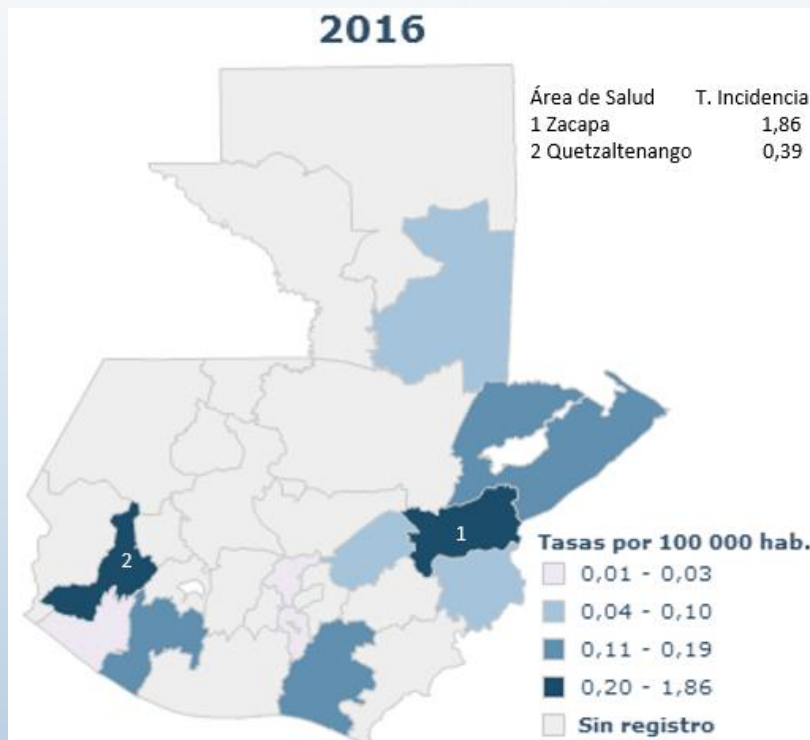 2016
Área de Salud T. Incidencia
1 Zacapa 1,86
2 Quetzaltenango 0,39
2
1
Tasas por 100 000 hab.
0,01 - 0,03
0,04 - 0,10
0,11 - 0,19
0,20 - 1,86
Sin registro